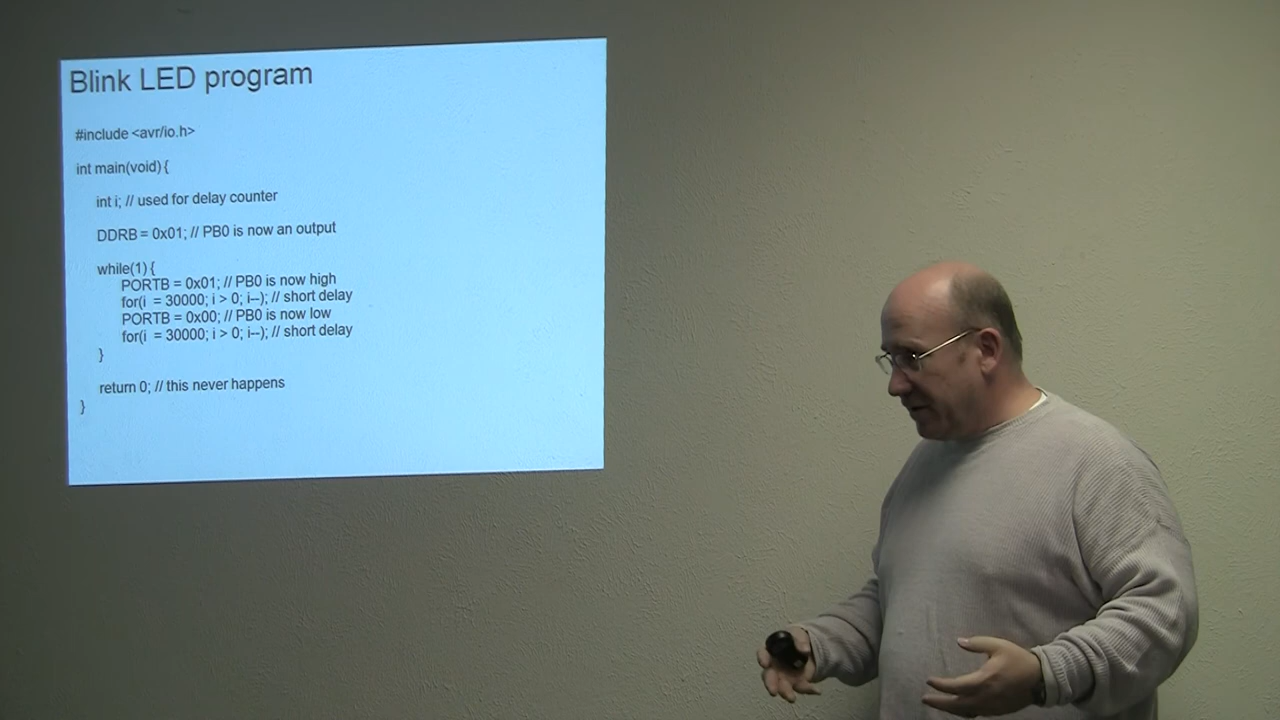 Blink LED program
#include <avr/io.h>
int main(void) {
int i; // used for delay counter
DDRB = 0x01; // PB0 is now an output
while(1) {
PORTB = 0x01; // PB0 is now high
for(i = 30000; i > 0; i--); // short delay
PORTB = 0x00; // PB0 is now low
for(i = 30000; i > 0; i--); // short delay
}
return 0; // this never happens
}